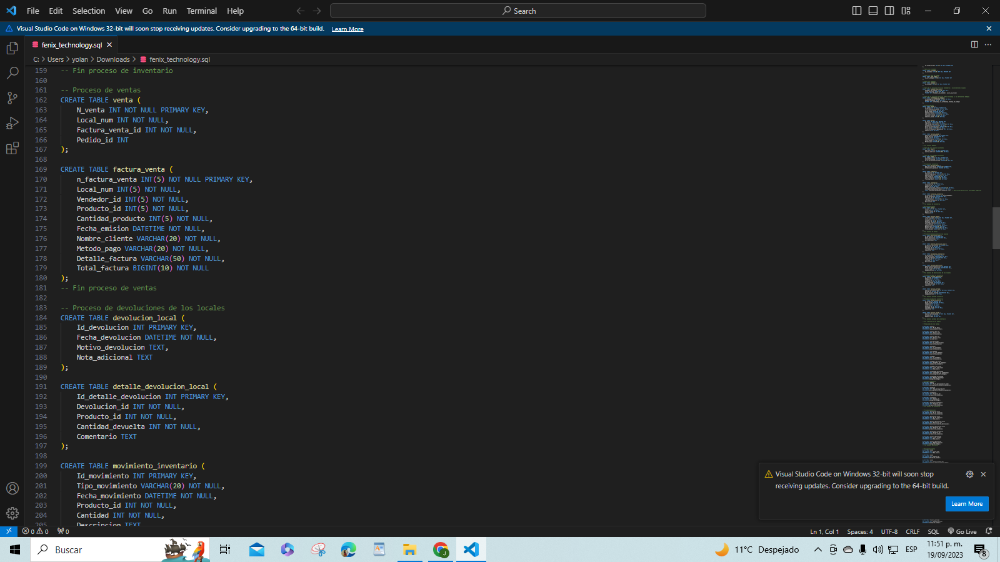 File Edit Selection View Go Run Terminal Help
Search
Visual Studio Code on Windows 32-bit will soon stop receiving updates. Consider upgrading to the 64-bit build. Learn More
fenix_technology.sql
C: > Users > yolan > Downloads > fenix_technology.sql
159 -- Fin proceso de inventario
160
161 -- Proceso de ventas
162 CREATE TABLE venta (
163 N_venta INT NOT NULL PRIMARY KEY,
164 Local_num INT NOT NULL,
165 Factura_venta_id INT NOT NULL,
166 Pedido_id INT
167 );
168
169 CREATE TABLE factura_venta (
170 n_factura_venta INT(5) NOT NULL PRIMARY KEY,
171 Local_num INT(5) NOT NULL,
172 Vendedor_id INT(5) NOT NULL,
173 Producto_id INT(5) NOT NULL,
174 Cantidad_producto INT(5) NOT NULL,
175 Fecha_emision DATETIME NOT NULL,
176 Nombre_cliente VARCHAR(20) NOT NULL,
177 Metodo_pago VARCHAR(20) NOT NULL,
178 Detalle_factura VARCHAR(50) NOT NULL,
179 Total_factura BIGINT(10) NOT NULL
180 );
181 -- Fin proceso de ventas
182
183 -- Proceso de devoluciones de los locales
184 CREATE TABLE devolucion_local (
185 Id_devolucion INT PRIMARY KEY,
186 Fecha_devolucion DATETIME NOT NULL,
187 Motivo_devolucion TEXT,
188 Nota_adicional TEXT
189 );
190
191 CREATE TABLE detalle_devolucion_local (
192 Id_detalle_devolucion INT PRIMARY KEY,
193 Devolucion_id INT NOT NULL,
194 Producto_id INT NOT NULL,
195 Cantidad_devuelta INT NOT NULL,
196 Comentario TEXT
197 );
198
199 CREATE TABLE movimiento_inventario (
200 Id_movimiento INT PRIMARY KEY,
201 Tipo_movimiento VARCHAR(20) NOT NULL,
202 Fecha_movimiento DATETIME NOT NULL,
203 Producto_id INT NOT NULL,
204 Cantidad INT NOT NULL,
205 Descripcion TEXT
Visual Studio Code on Windows 32-bit will soon stop
receiving updates. Consider upgrading to the 64-bit build.
Learn More
0 0 0 Ln 1, Col 1 Spaces: 4 UTF-8 CRLF SQL Go Live
Buscar
11°C Despejado
ESP
11:51 p. m.
19/09/2023
8